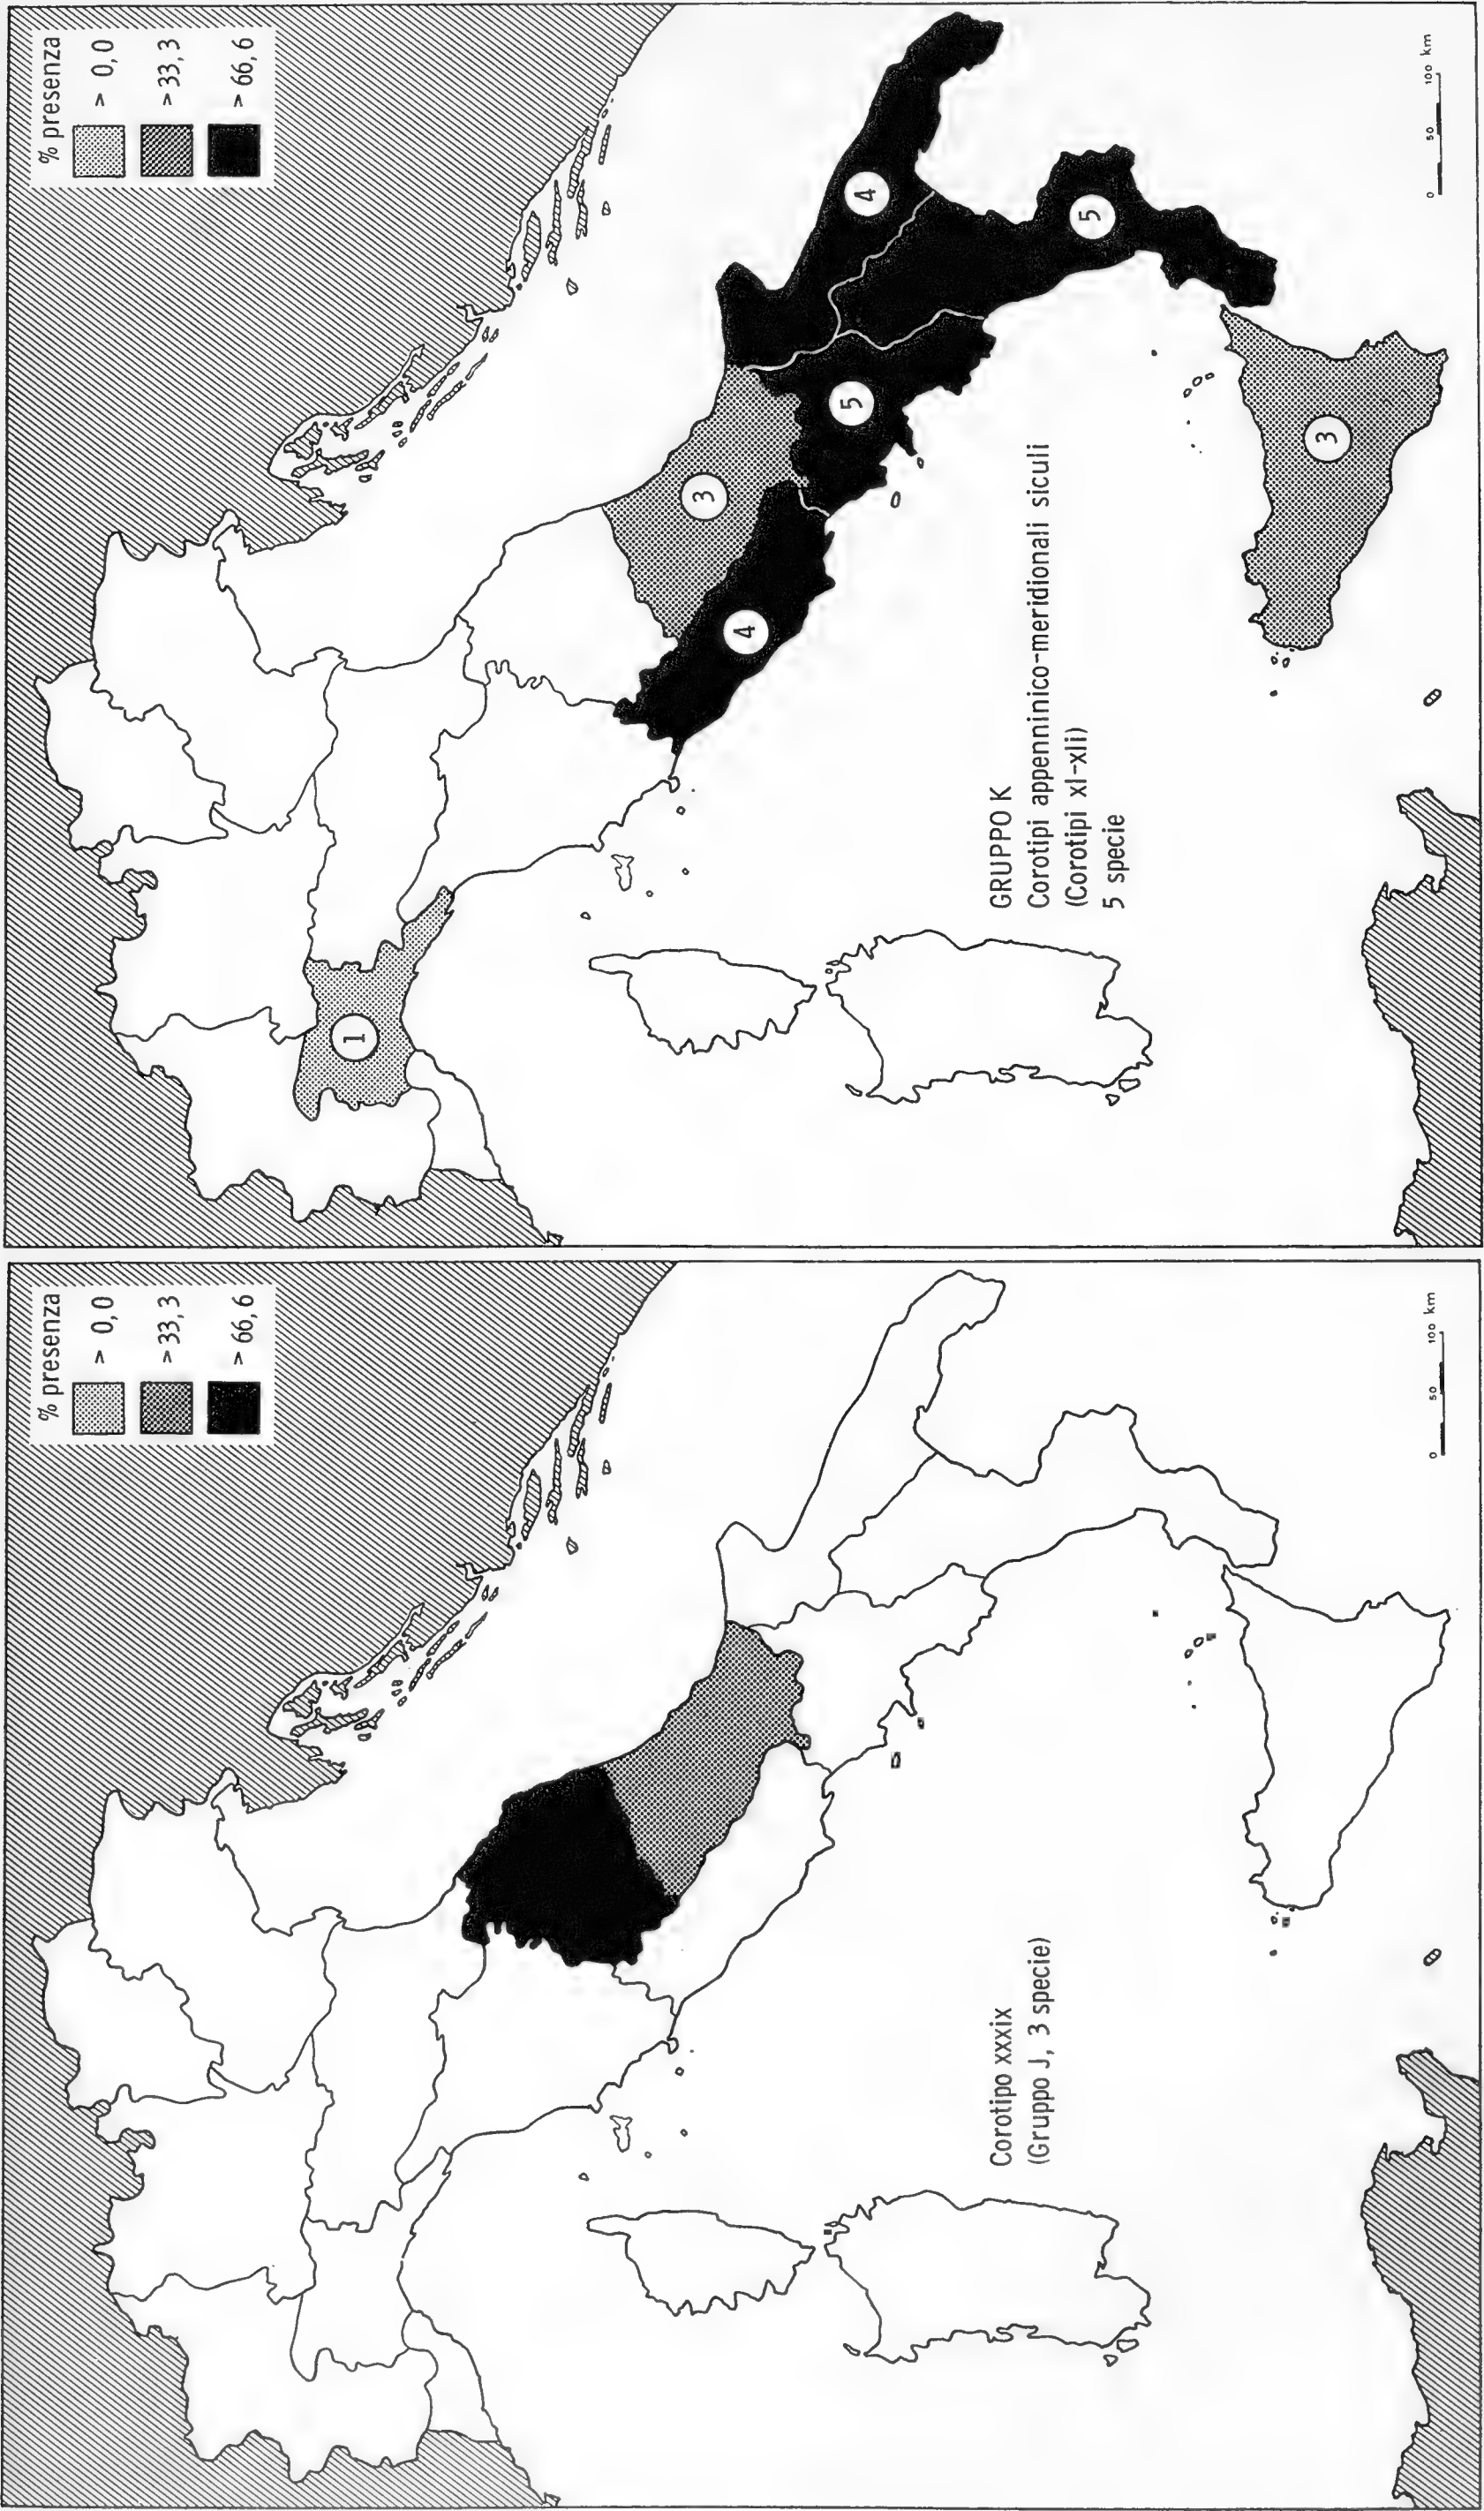 % presenza
> 0,0
> 33,3
> 66,6
Corotipo xxxix
(Gruppo J, 3 specie)
0 50 100 km
% presenza
> 0,0
> 33,3
> 66,6
1
4
3
5
4
5
3
GRUPPO K
Corotipi appenninico-meridionali siculi
(Corotipi xl-xli)
5 specie
0 50 100 km